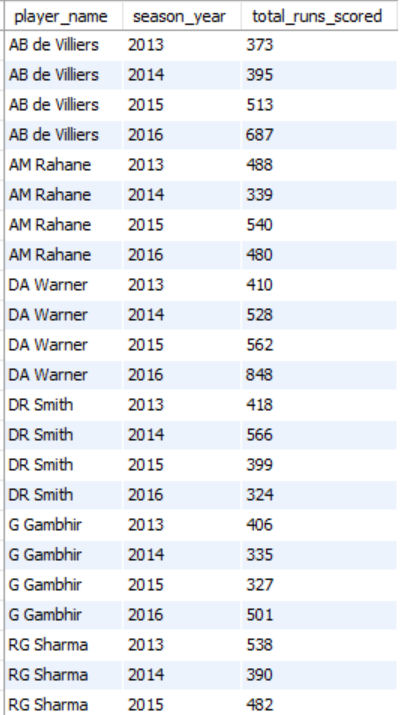 player_name season_year total_runs_scored
AB de Villiers 2013 373
AB de Villiers 2014 395
AB de Villiers 2015 513
AB de Villiers 2016 687
AM Rahane 2013 488
AM Rahane 2014 339
AM Rahane 2015 540
AM Rahane 2016 480
DA Warner 2013 410
DA Warner 2014 528
DA Warner 2015 562
DA Warner 2016 848
DR Smith 2013 418
DR Smith 2014 566
DR Smith 2015 399
DR Smith 2016 324
G Gambhir 2013 406
G Gambhir 2014 335
G Gambhir 2015 327
G Gambhir 2016 501
RG Sharma 2013 538
RG Sharma 2014 390
RG Sharma 2015 482